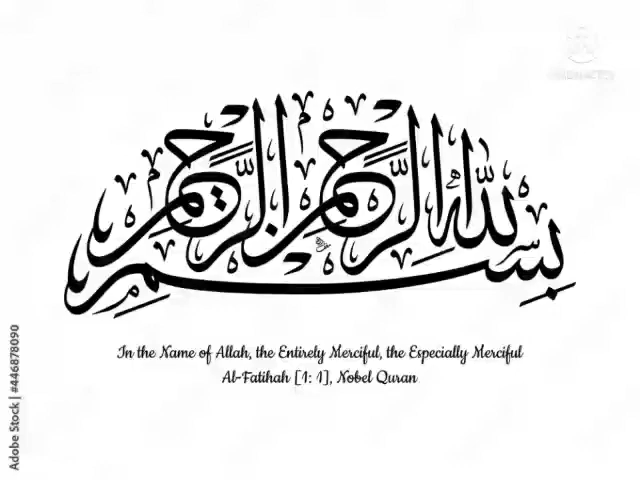 بسم الله الرحمن الرحيم
In the Name of Allah, the Entirely Merciful, the Especially Merciful
Al-Fatihah [1: 1], Nobel Quran
Adobe Stock | #446878090